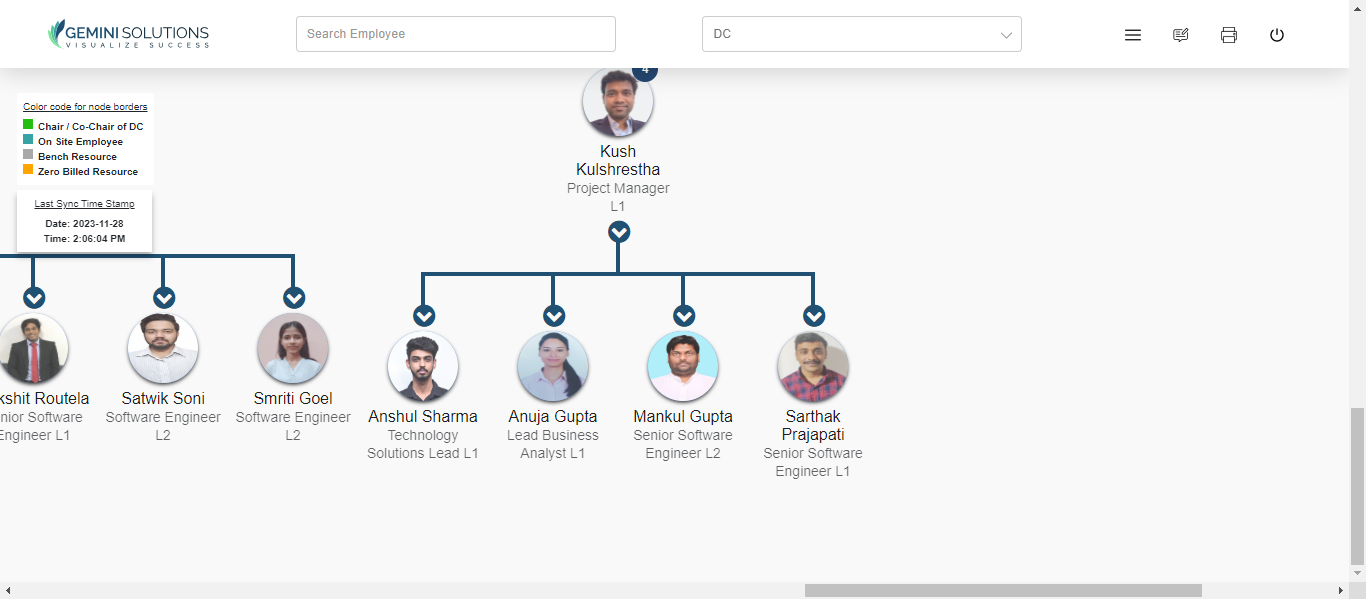 GEMINI SOLUTIONS
VISUALIZE SUCCESS
Search Employee
DC
4
Color code for node borders
Chair / Co-Chair of DC
On Site Employee
Bench Resource
Zero Billed Resource
Last Sync Time Stamp
Date: 2023-11-28
Time: 2:06:04 PM
Kush
Kulshrestha
Project Manager
L1
kshit Routela
nior Software
Engineer L1
Satwik Soni
Software Engineer
L2
Smriti Goel
Software Engineer
L2
Anshul Sharma
Technology
Solutions Lead L1
Anuja Gupta
Lead Business
Analyst L1
Mankul Gupta
Senior Software
Engineer L2
Sarthak
Prajapati
Senior Software
Engineer L1